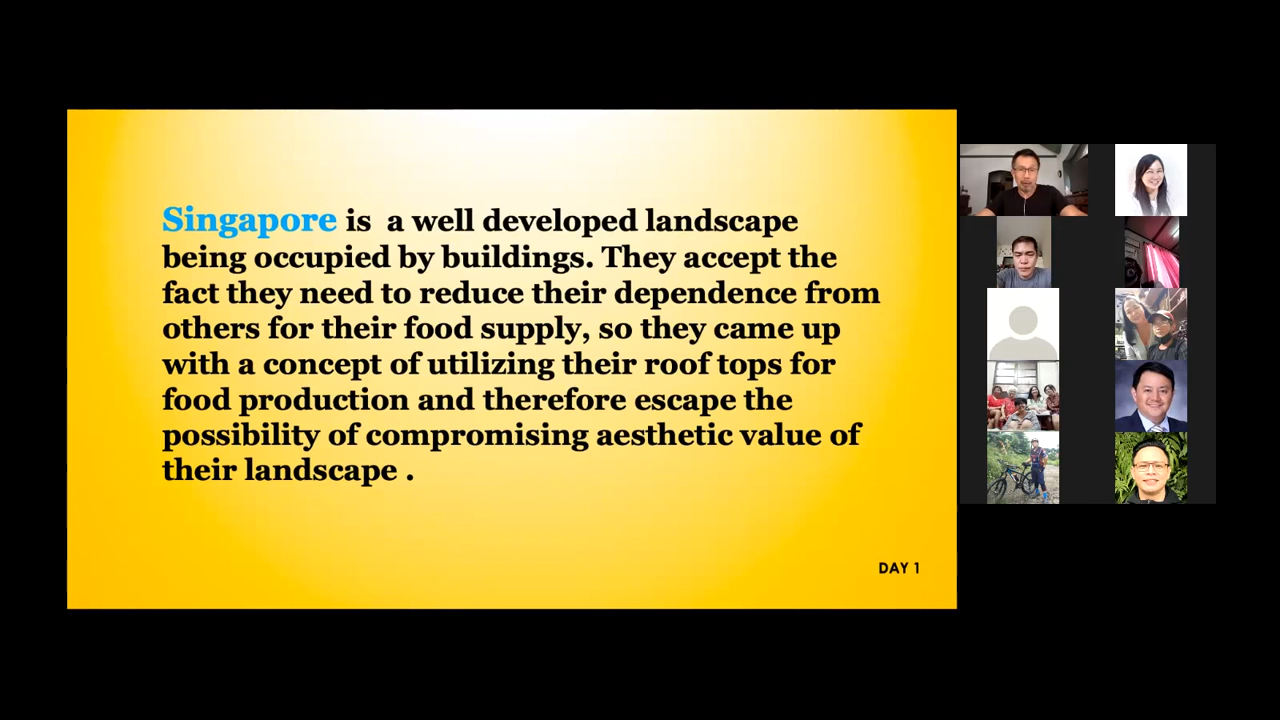 Singapore is a well developed landscape
being occupied by buildings. They accept the
fact they need to reduce their dependence from
others for their food supply, so they came up
with a concept of utilizing their roof tops for
food production and therefore escape the
possibility of compromising aesthetic value of
their landscape .
DAY 1